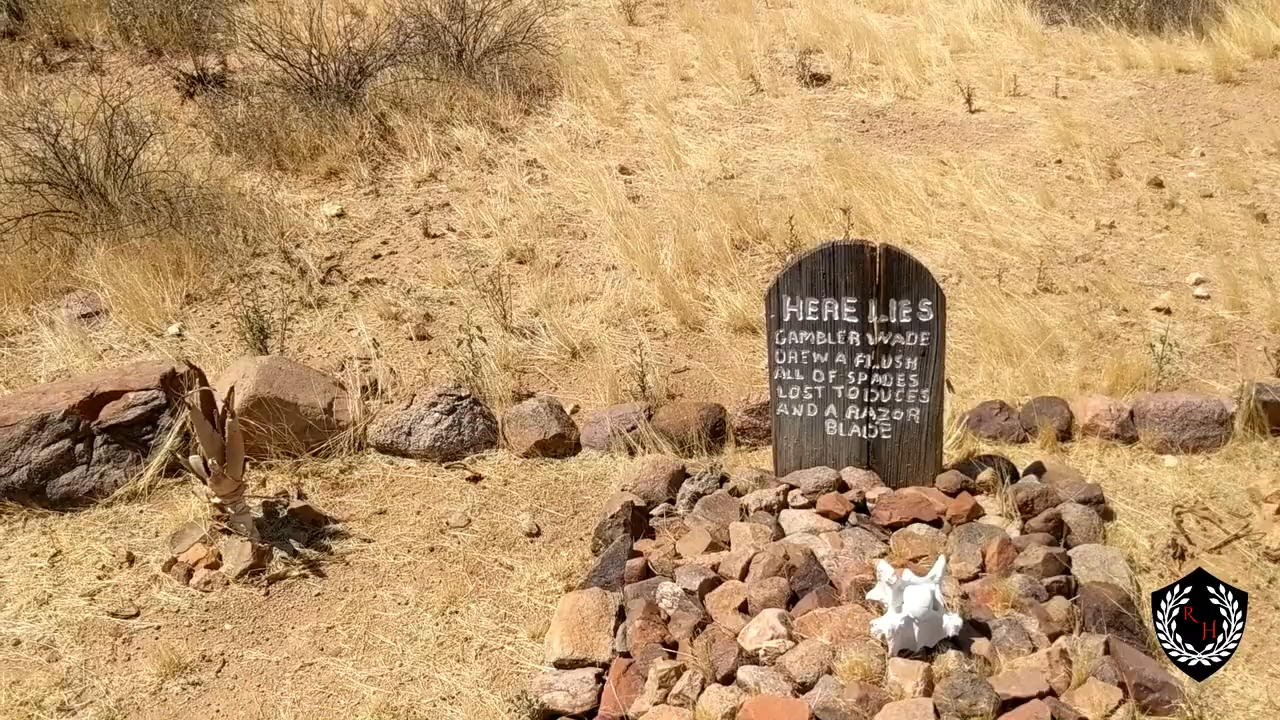 HERE LIES
GAMBLER WADE
DREW A FLUSH
ALL OF SPADES
LOST TO DUCES
AND A RAZOR
BLADE
R H